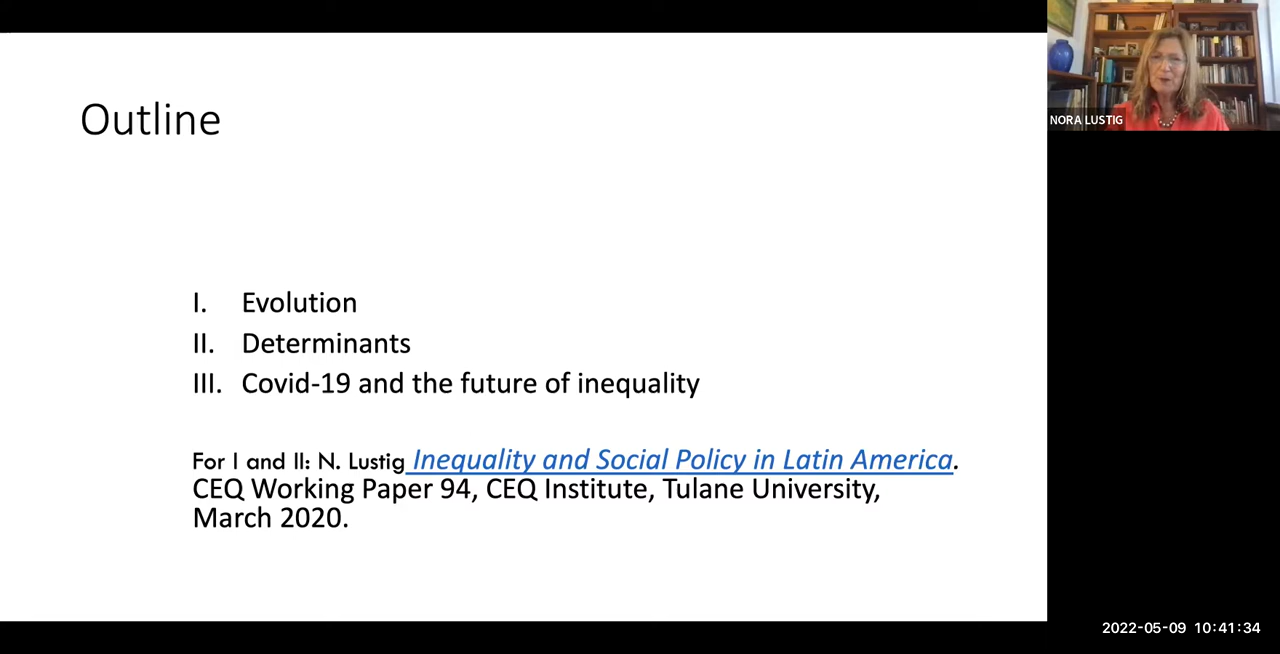 Outline
I. Evolution
II. Determinants
III. Covid-19 and the future of inequality
For I and II: N. Lustig Inequality and Social Policy in Latin America.
CEQ Working Paper 94, CEQ Institute, Tulane University,
March 2020.
NORA LUSTIG
2022-05-09 10:41:34